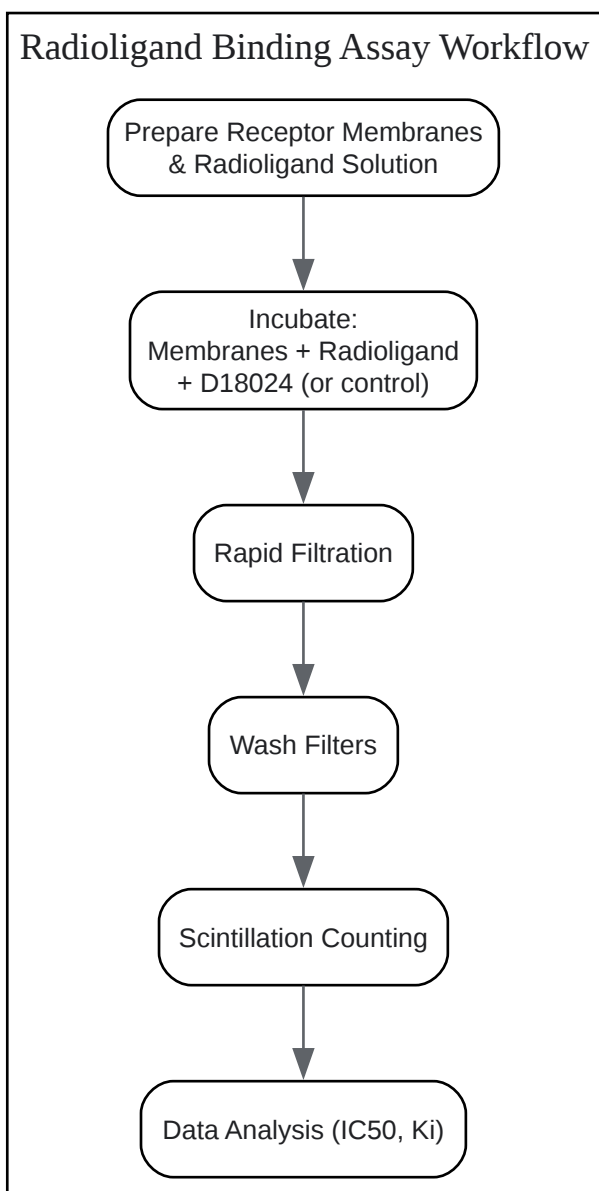 Radioligand Binding Assay Workflow
Prepare Receptor Membranes
& Radioligand Solution
Incubate:
Membranes + Radioligand
+ D18024 (or control)
Rapid Filtration
Wash Filters
Scintillation Counting
Data Analysis (IC50, Ki)